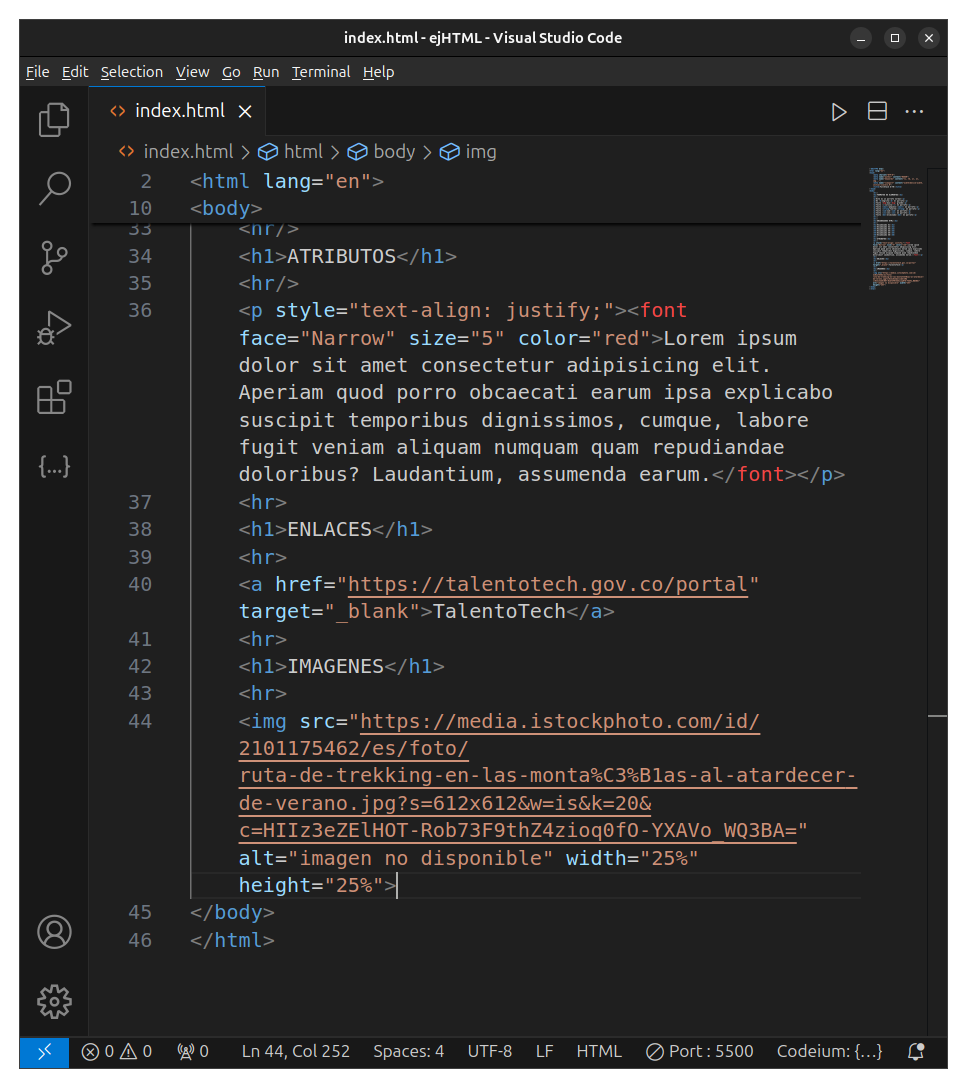 index.html - ejHTML - Visual Studio Code
File Edit Selection View Go Run Terminal Help
index.html
index.html > html > body > img
2 <html lang="en">
10 <body>
33 <hr/>
34 <h1>ATRIBUTOS</h1>
35 <hr/>
36 <p style="text-align: justify;"><font
face="Narrow" size="5" color="red">Lorem ipsum
dolor sit amet consectetur adipisicing elit.
Aperiam quod porro obcaecati earum ipsa explicabo
suscipit temporibus dignissimos, cumque, labore
fugit veniam aliquam numquam quam repudiandae
doloribus? Laudantium, assumenda earum.</font></p>
37 <hr>
38 <h1>ENLACES</h1>
39 <hr>
40 <a href="https://talentotech.gov.co/portal"
target="_blank">TalentoTech</a>
41 <hr>
42 <h1>IMAGENES</h1>
43 <hr>
44 <img src="https://media.istockphoto.com/id/
2101175462/es/foto/
ruta-de-trekking-en-las-monta%C3%B1as-al-atardecer-
de-verano.jpg?s=612x612&w=is&k=20&
c=HIIz3eZElHOT-Rob73F9thZ4zioq0fO-YXAVo_WQ3BA="
alt="imagen no disponible" width="25%"
height="25%">
45 </body>
46 </html>
0 0 0 Ln 44, Col 252 Spaces: 4 UTF-8 LF HTML Port : 5500 Codeium: {...}